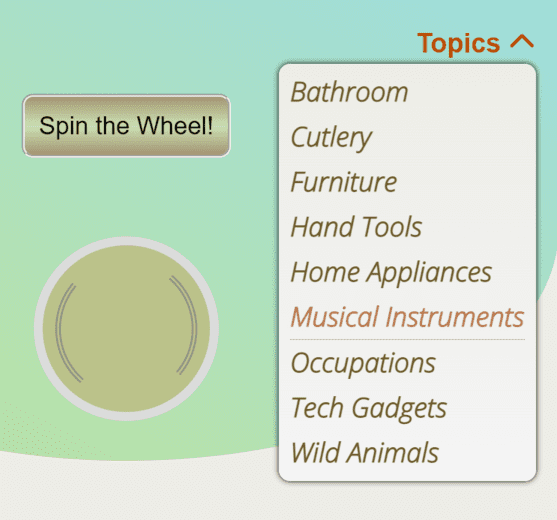 Topics
Spin the Wheel!
Bathroom
Cutlery
Furniture
Hand Tools
Home Appliances
Musical Instruments
Occupations
Tech Gadgets
Wild Animals